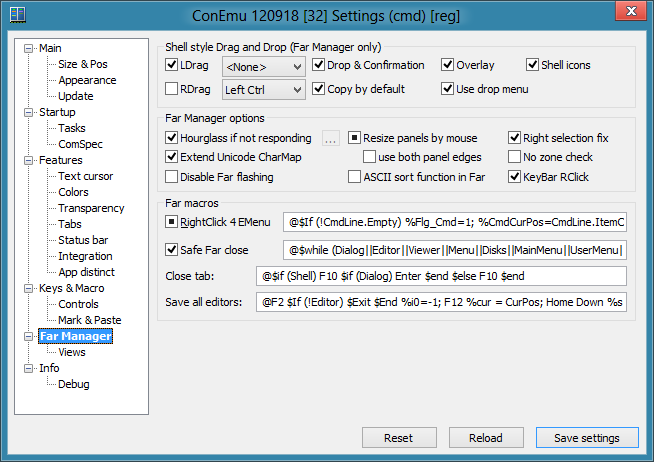 ConEmu 120918 [32] Settings (cmd) [reg]
Main
Size & Pos
Appearance
Update
Startup
Tasks
ComSpec
Features
Text cursor
Colors
Transparency
Tabs
Status bar
Integration
App distinct
Keys & Macro
Controls
Mark & Paste
Far Manager
Views
Info
Debug
Shell style Drag and Drop (Far Manager only)
LDrag <None> Drop & Confirmation Overlay Shell icons
RDrag Left Ctrl Copy by default Use drop menu
Far Manager options
Hourglass if not responding ... Resize panels by mouse Right selection fix
Extend Unicode CharMap use both panel edges No zone check
Disable Far flashing ASCII sort function in Far KeyBar RClick
Far macros
RightClick 4 EMenu @$If (!CmdLine.Empty) %Flg_Cmd=1; %CmdCurPos=CmdLine.ItemC
Safe Far close @$while (Dialog||Editor||Viewer||Menu||Disks||MainMenu||UserMenu|
Close tab: @$if (Shell) F10 $if (Dialog) Enter $end $else F10 $end
Save all editors: @F2 $If (!Editor) $Exit $End %i0=-1; F12 %cur = CurPos; Home Down %s
Reset Reload Save settings